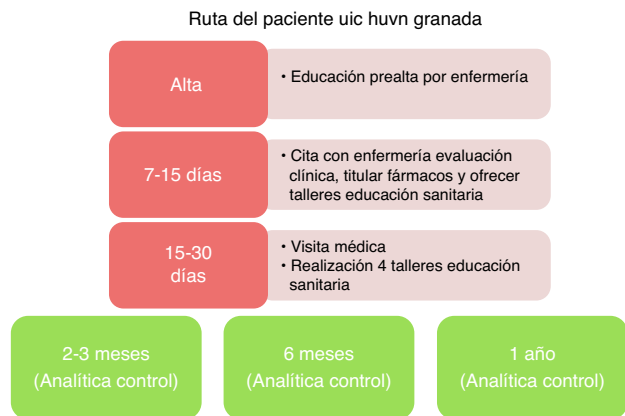 Ruta del paciente uic huvn granada
Alta
• Educación prealta por enfermería
7-15 días
• Cita con enfermería evaluación
clínica, titular fármacos y ofrecer
talleres educación sanitaria
15-30
días
• Visita médica
• Realización 4 talleres educación
sanitaria
2-3 meses
(Analítica control)
6 meses
(Analítica control)
1 año
(Analítica control)